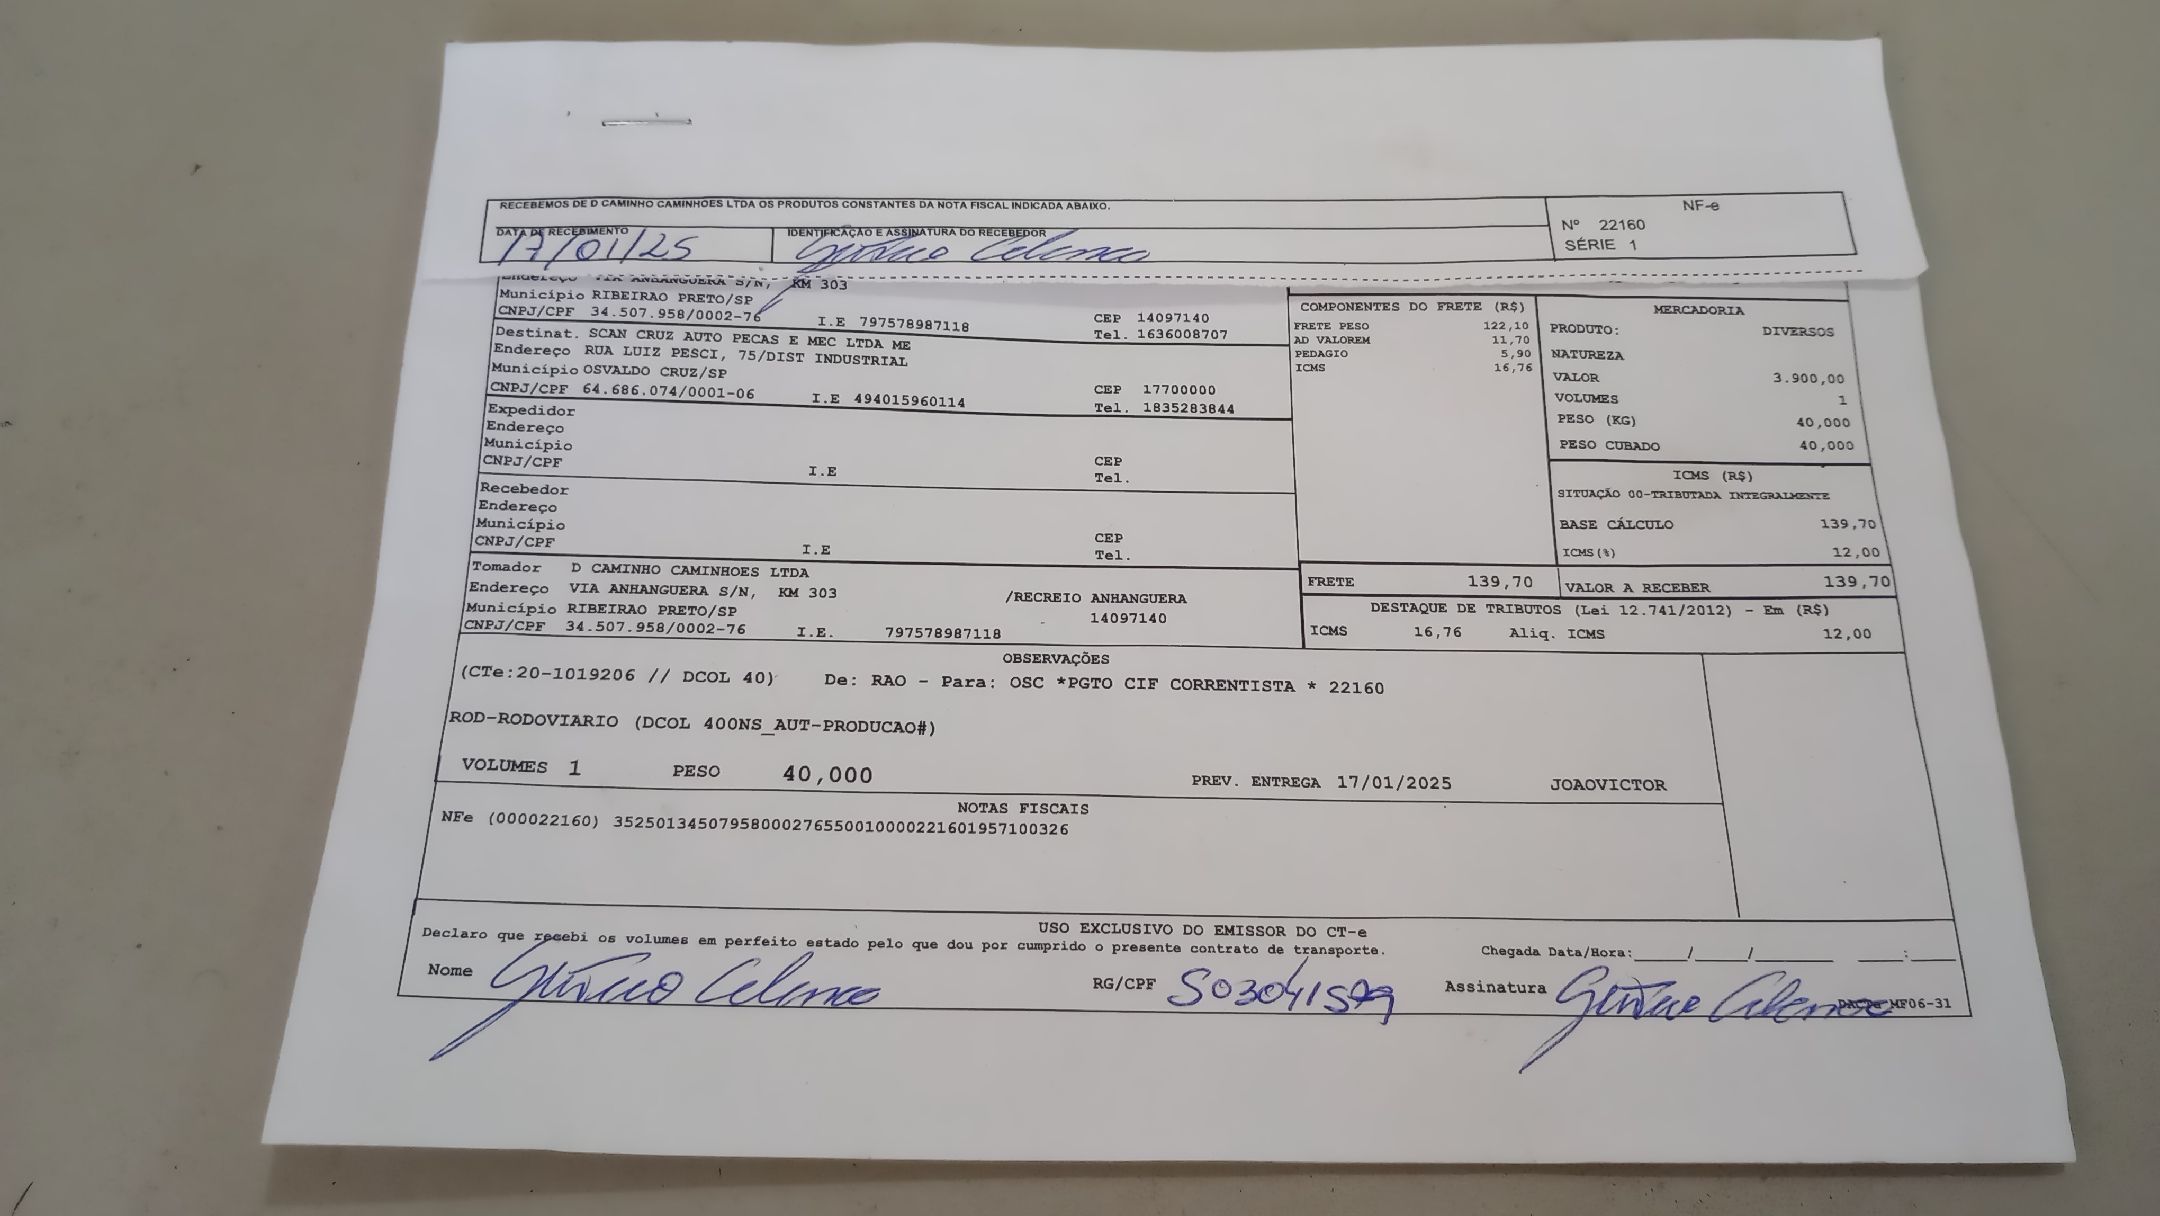 RECEBEMOS DE D CAMINHO CAMINHOES LTDA OS PRODUTOS CONSTANTES DA NOTA FISCAL INDICADA ABAIXO.
NF-e
Nº 22160
SÉRIE 1
DATA DE RECEBIMENTO
17/01/25
IDENTIFICAÇÃO E ASSINATURA DO RECEBEDOR
Endereço VIA ANHANGUERA S/N, KM 303
Município RIBEIRAO PRETO/SP
CNPJ/CPF 34.507.958/0002-76 I.E 797578987118
CEP 14097140
Tel. 1636008707
Destinat. SCAN CRUZ AUTO PECAS E MEC LTDA ME
Endereço RUA LUIZ PESCI, 75/DIST INDUSTRIAL
Município OSVALDO CRUZ/SP
CNPJ/CPF 64.686.074/0001-06 I.E 494015960114
CEP 17700000
Tel. 1835283844
Expedidor
Endereço
Município
CNPJ/CPF I.E
CEP
Tel.
Recebedor
Endereço
Município
CNPJ/CPF I.E
CEP
Tel.
Tomador D CAMINHO CAMINHOES LTDA
Endereço VIA ANHANGUERA S/N, KM 303 /RECREIO ANHANGUERA
Município RIBEIRAO PRETO/SP 14097140
CNPJ/CPF 34.507.958/0002-76 I.E. 797578987118
COMPONENTES DO FRETE (R$)
FRETE PESO 122,10
AD VALOREM 11,70
PEDAGIO 5,90
ICMS 16,76
MERCADORIA
PRODUTO: DIVERSOS
NATUREZA
VALOR 3.900,00
VOLUMES 1
PESO (KG) 40,000
PESO CUBADO 40,000
ICMS (R$)
SITUAÇÃO 00-TRIBUTADA INTEGRALMENTE
BASE CÁLCULO 139,70
ICMS(%) 12,00
FRETE 139,70
VALOR A RECEBER 139,70
DESTAQUE DE TRIBUTOS (Lei 12.741/2012) - Em (R$)
ICMS 16,76 Aliq. ICMS 12,00
OBSERVAÇÕES
(CTe:20-1019206 // DCOL 40) De: RAO - Para: OSC *PGTO CIF CORRENTISTA * 22160
ROD-RODOVIARIO (DCOL 400NS_AUT-PRODUCAO#)
VOLUMES 1 PESO 40,000 PREV. ENTREGA 17/01/2025 JOAOVICTOR
NOTAS FISCAIS
NFe (000022160) 35250134507958000276550010000221601957100326
USO EXCLUSIVO DO EMISSOR DO CT-e
Declaro que recebi os volumes em perfeito estado pelo que dou por cumprido o presente contrato de transporte.
Chegada Data/Hora:____/____/______ ____:____
Nome
RG/CPF
Assinatura
MF06-31